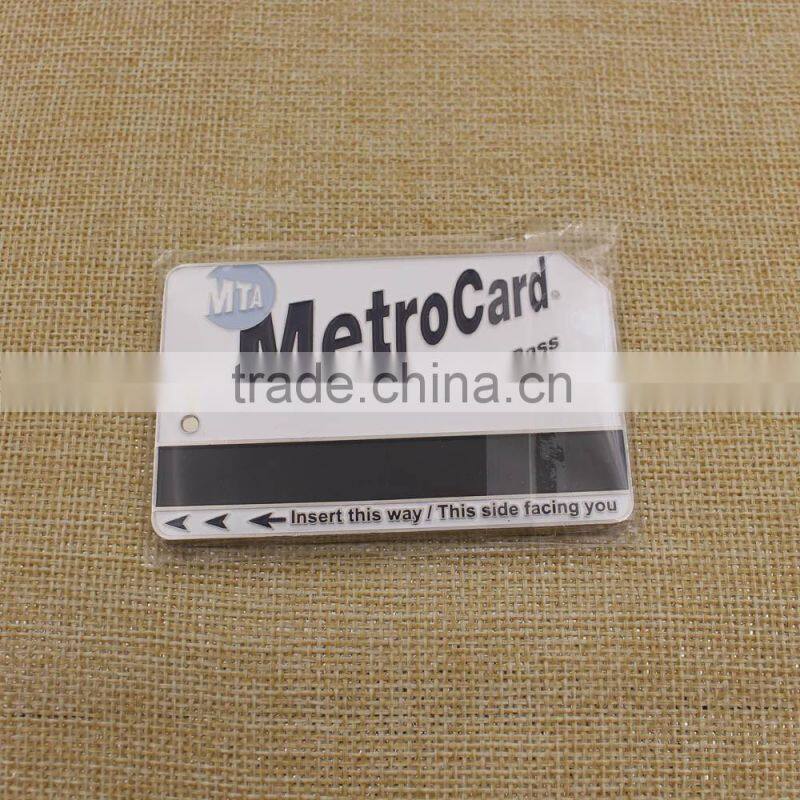 MTA
MetroCard
trade.china.cn
Insert this way / This side facing you